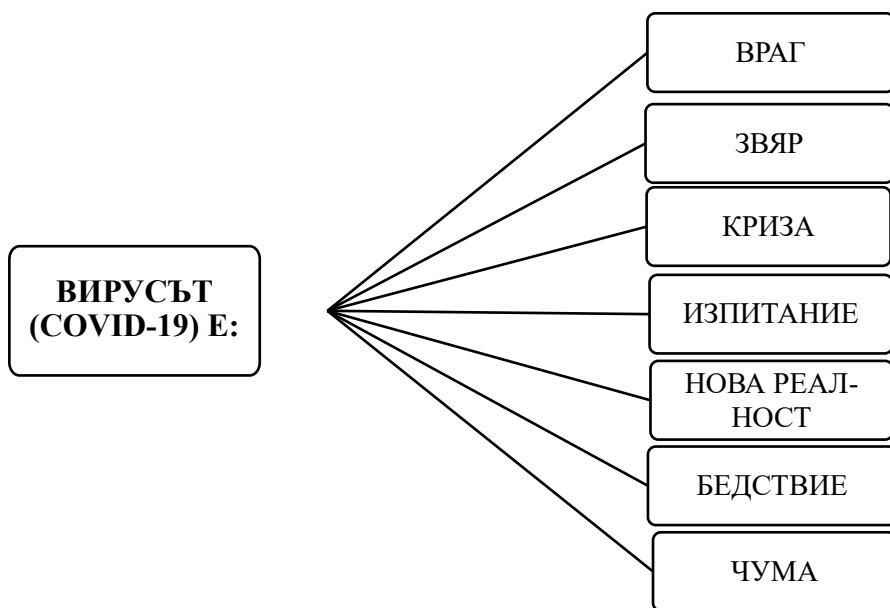 ВИРУСЪТ
(COVID-19) Е:
ВРАГ
ЗВЯР
КРИЗА
ИЗПИТАНИЕ
НОВА РЕАЛ-
НОСТ
БЕДСТВИЕ
ЧУМА